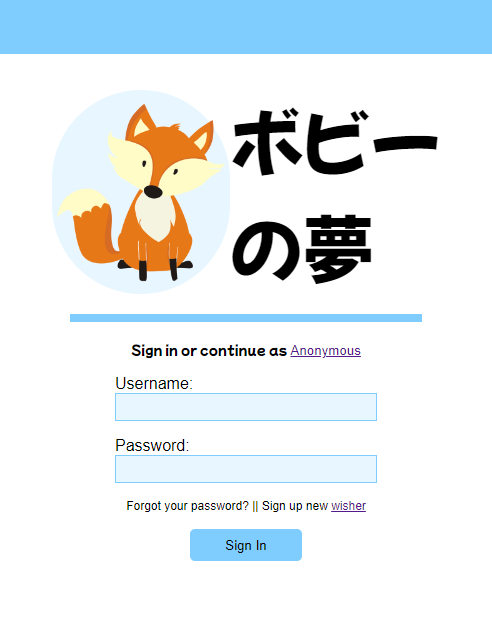 ボビー
の夢
Sign in or continue as Anonymous
Username:
Password:
Forgot your password? || Sign up new wisher
Sign In